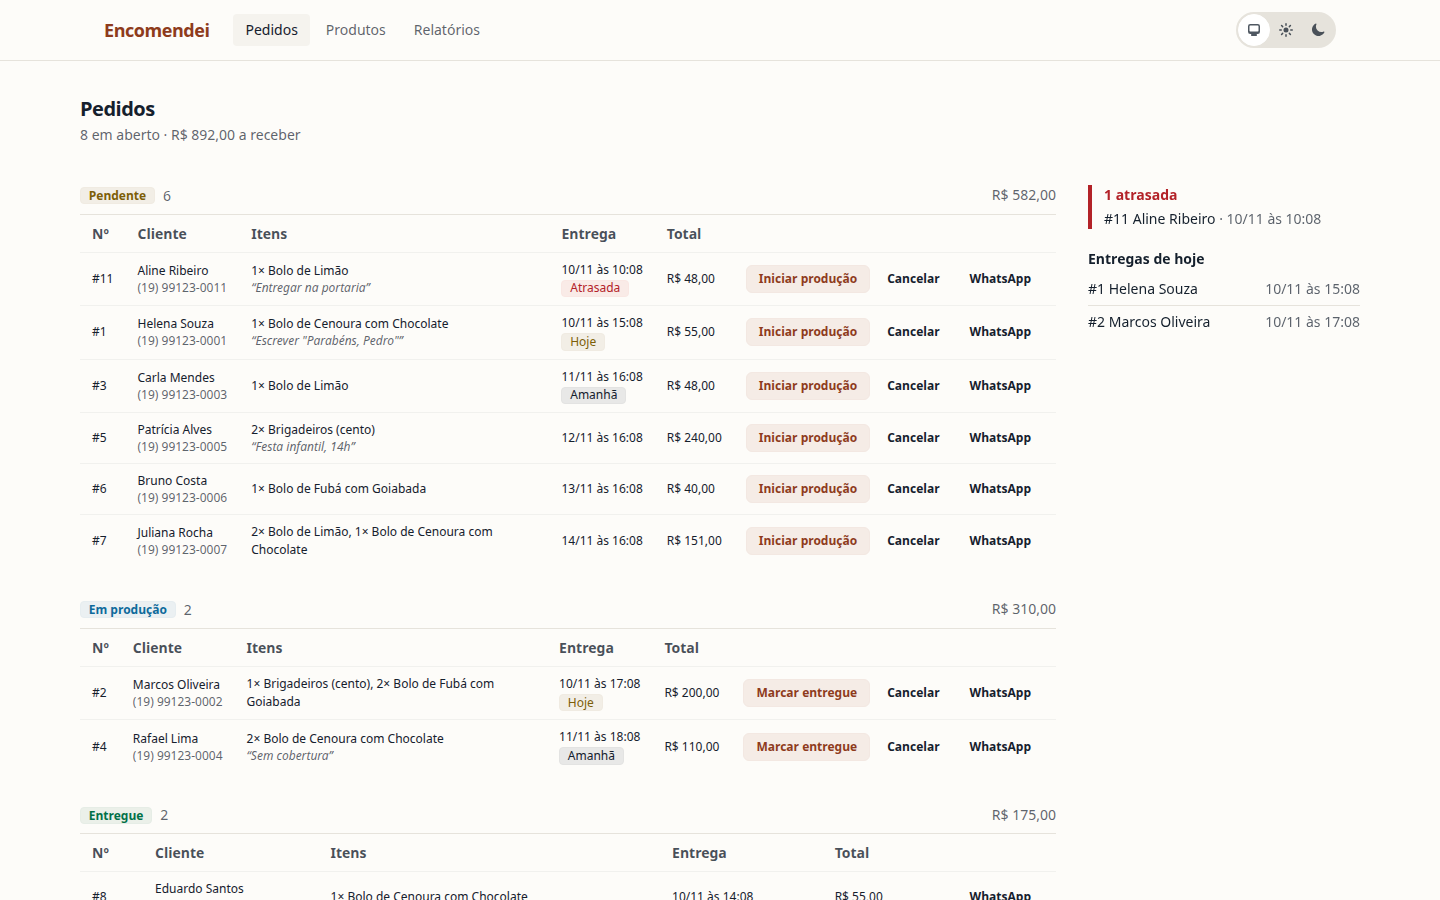 Encomendei
Pedidos
Produtos
Relatórios
Pedidos
8 em aberto · R$ 892,00 a receber
Pendente 6 R$ 582,00
Nº Cliente Itens Entrega Total
#11 Aline Ribeiro 1× Bolo de Limão 10/11 às 10:08 R$ 48,00 Iniciar produção Cancelar WhatsApp
(19) 99123-0011 “Entregar na portaria” Atrasada
#1 Helena Souza 1× Bolo de Cenoura com Chocolate 10/11 às 15:08 R$ 55,00 Iniciar produção Cancelar WhatsApp
(19) 99123-0001 “Escrever "Parabéns, Pedro"” Hoje
#3 Carla Mendes 1× Bolo de Limão 11/11 às 16:08 R$ 48,00 Iniciar produção Cancelar WhatsApp
(19) 99123-0003 Amanhã
#5 Patrícia Alves 2× Brigadeiros (cento) 12/11 às 16:08 R$ 240,00 Iniciar produção Cancelar WhatsApp
(19) 99123-0005 “Festa infantil, 14h”
#6 Bruno Costa 1× Bolo de Fubá com Goiabada 13/11 às 16:08 R$ 40,00 Iniciar produção Cancelar WhatsApp
(19) 99123-0006
#7 Juliana Rocha 2× Bolo de Limão, 1× Bolo de Cenoura com 14/11 às 16:08 R$ 151,00 Iniciar produção Cancelar WhatsApp
(19) 99123-0007 Chocolate
Em produção 2 R$ 310,00
Nº Cliente Itens Entrega Total
#2 Marcos Oliveira 1× Brigadeiros (cento), 2× Bolo de Fubá com 10/11 às 17:08 R$ 200,00 Marcar entregue Cancelar WhatsApp
(19) 99123-0002 Goiabada Hoje
#4 Rafael Lima 2× Bolo de Cenoura com Chocolate 11/11 às 18:08 R$ 110,00 Marcar entregue Cancelar WhatsApp
(19) 99123-0004 “Sem cobertura” Amanhã
Entregue 2 R$ 175,00
Nº Cliente Itens Entrega Total
#8 Eduardo Santos 1× Bolo de Cenoura com Chocolate 10/11 às 14:08 R$ 55,00 WhatsApp
1 atrasada
#11 Aline Ribeiro · 10/11 às 10:08
Entregas de hoje
#1 Helena Souza 10/11 às 15:08
#2 Marcos Oliveira 10/11 às 17:08